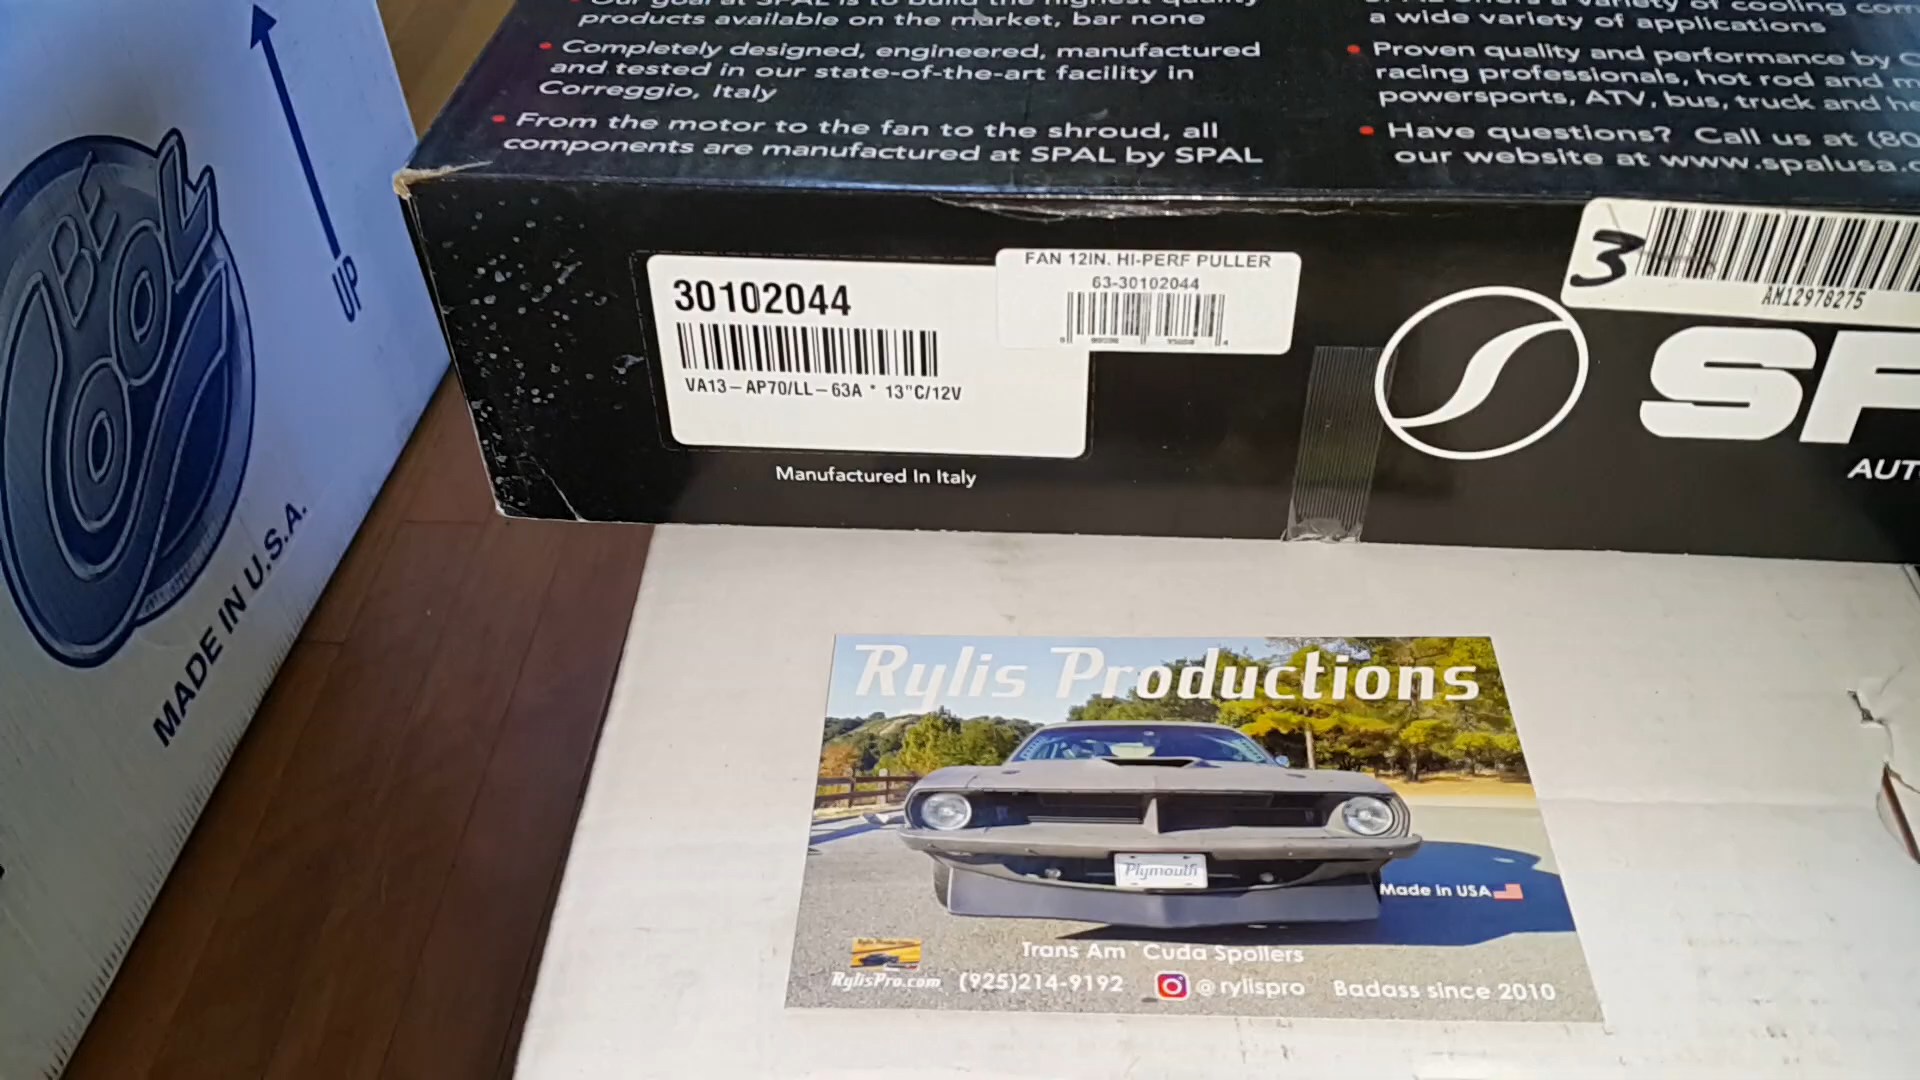 Our goal at SPAL is to build the highest quality
products available on the market, bar none
• Completely designed, engineered, manufactured
and tested in our state-of-the-art facility in
Correggio, Italy
• From the motor to the fan to the shroud, all
components are manufactured at SPAL by SPAL
a variety of cooling
a wide variety of applications
• Proven quality and performance by
racing professionals, hot rod and
powersports, ATV, bus, truck and
• Have questions? Call us at (80
our website at www.spalusa.
UP
BE COOL
MADE IN U.S.A.
30102044
VA13-AP70/LL-63A * 13"C/12V
FAN 12IN. HI-PERF PULLER
63-30102044
Manufactured In Italy
3
AM12978275
SP
AUT
Rylis Productions
Plymouth
Made in USA
Trans Am `Cuda Spoilers
RylisPro.com (925)214-9192 @rylispro Badass since 2010